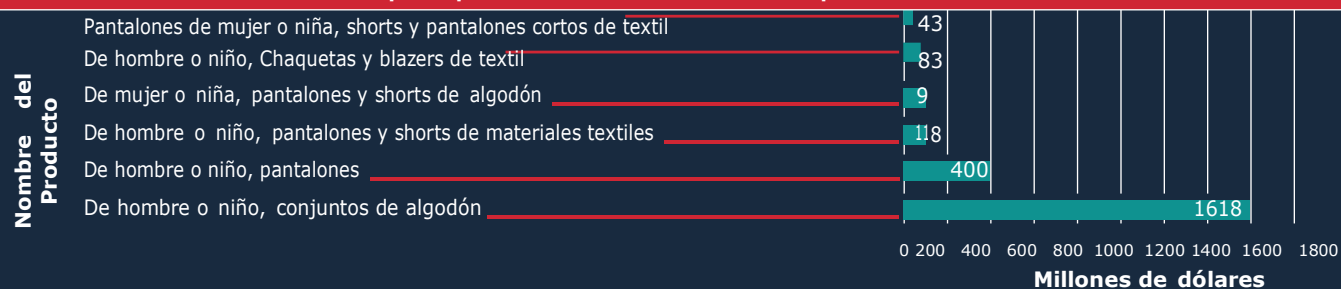 Pantalones de mujer o niña, shorts y pantalones cortos de textil
43
De hombre o niño, Chaquetas y blazers de textil
83
De mujer o niña, pantalones y shorts de algodón
9
De hombre o niño, pantalones y shorts de materiales textiles
118
De hombre o niño, pantalones
400
De hombre o niño, conjuntos de algodón
1618
Nombre del
Producto
0 200 400 600 800 1000 1200 1400 1600 1800
Millones de dólares